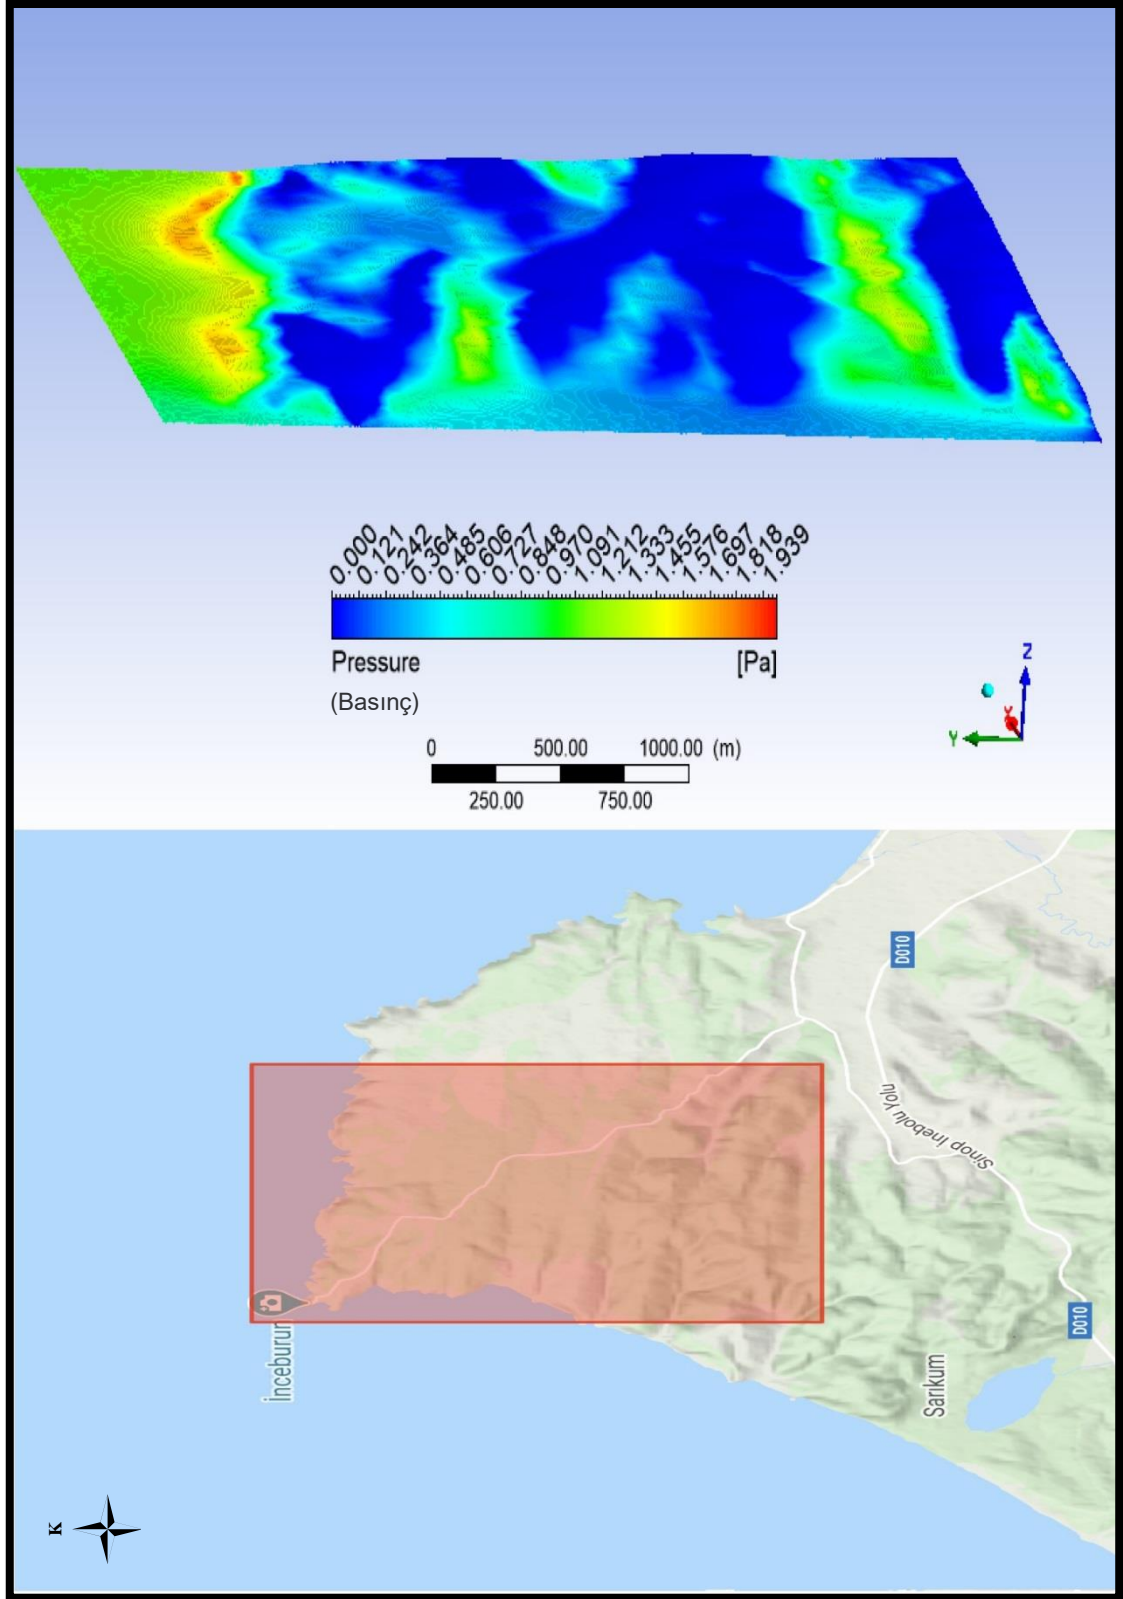 0.000
0.121
0.242
0.364
0.485
0.606
0.727
0.848
0.970
1.091
1.212
1.333
1.455
1.576
1.697
1.818
1.939
Pressure [Pa]
(Basınç)
Z
Y
X
0 500.00 1000.00 (m)
250.00 750.00
D010
Sinop İnebolu Yolu
D010
İnceburun
Sarıkum
K